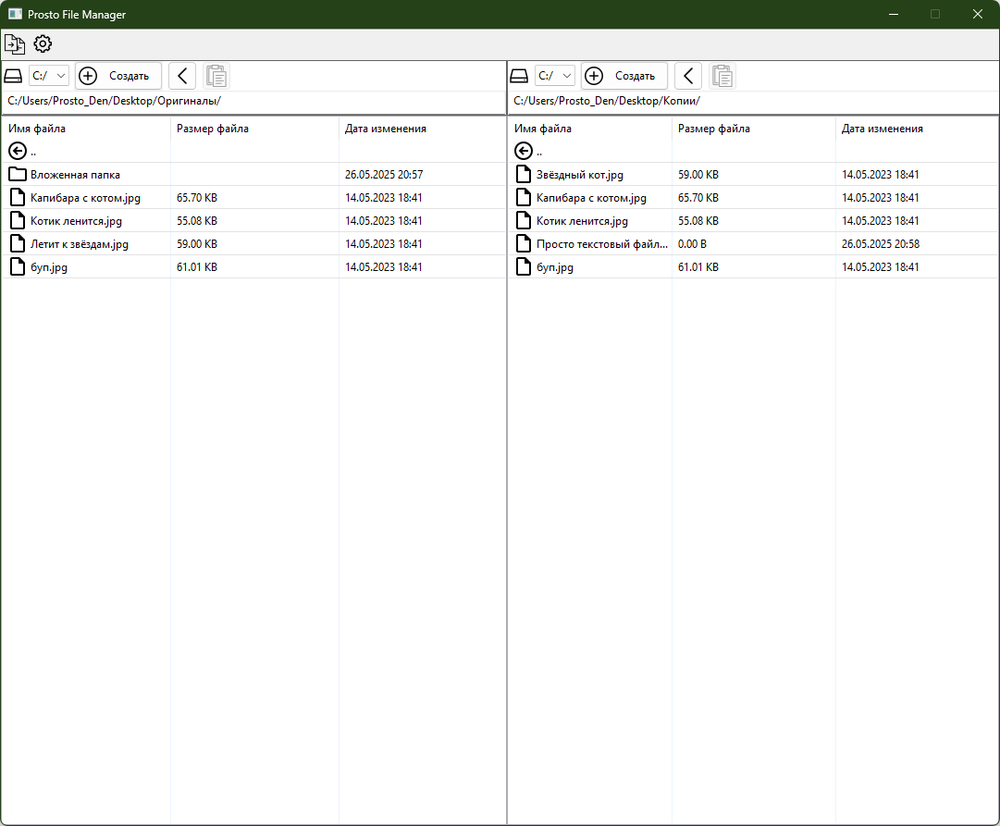 Prosto File Manager
C:/ Создать
C:/Users/Prosto_Den/Desktop/Оригиналы/
Имя файла Размер файла Дата изменения
..
Вложенная папка 26.05.2025 20:57
Капибара с котом.jpg 65.70 KB 14.05.2023 18:41
Котик ленится.jpg 55.08 KB 14.05.2023 18:41
Летит к звёздам.jpg 59.00 KB 14.05.2023 18:41
буп.jpg 61.01 KB 14.05.2023 18:41
C:/ Создать
C:/Users/Prosto_Den/Desktop/Копии/
Имя файла Размер файла Дата изменения
..
Звёздный кот.jpg 59.00 KB 14.05.2023 18:41
Капибара с котом.jpg 65.70 KB 14.05.2023 18:41
Котик ленится.jpg 55.08 KB 14.05.2023 18:41
Просто текстовый файл... 0.00 B 26.05.2025 20:58
буп.jpg 61.01 KB 14.05.2023 18:41